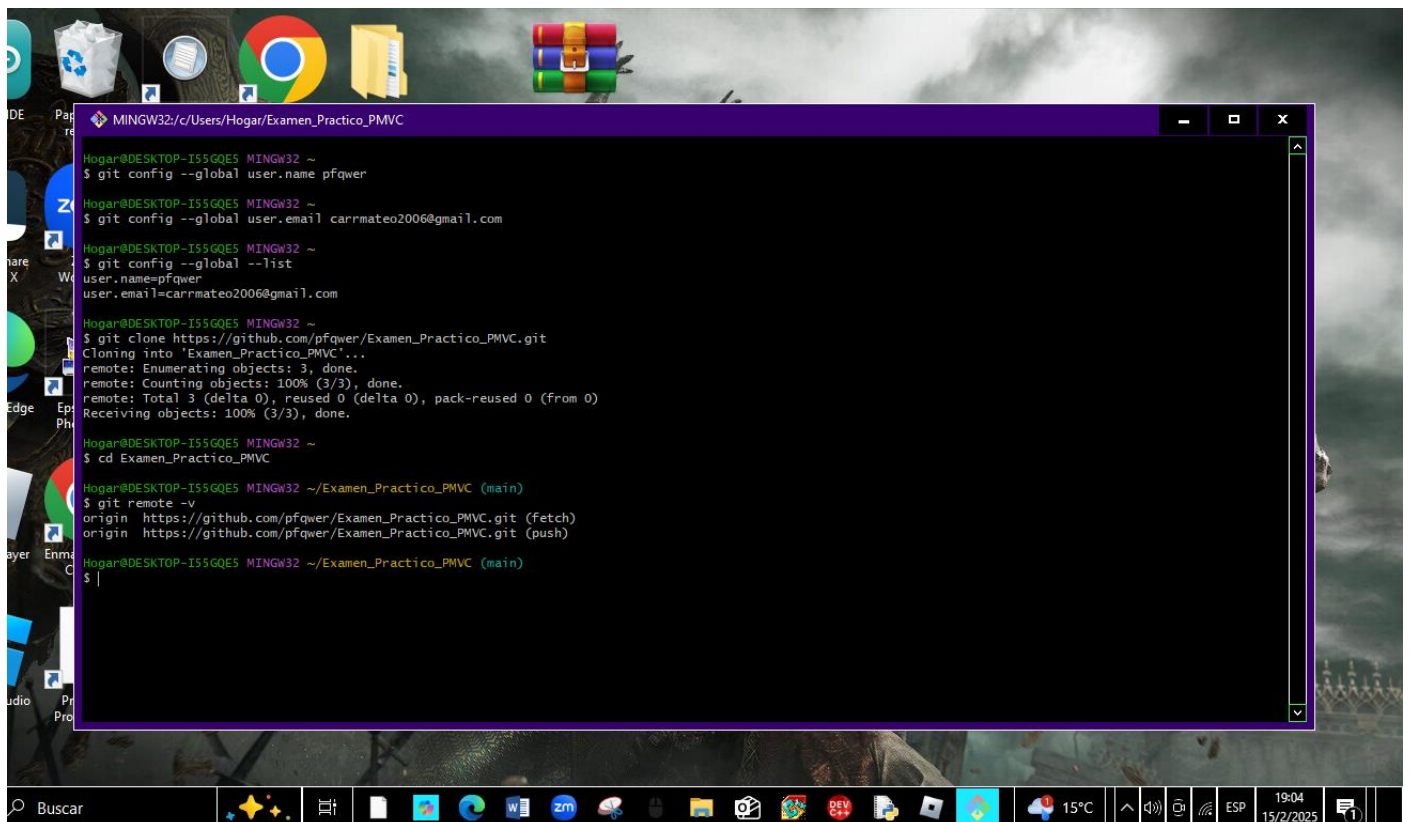 IDE
MINGW32:/c/Users/Hogar/Examen_Practico_PMVC
Hogar@DESKTOP-I55GQE5 MINGW32 ~
$ git config --global user.name pfqwer
Hogar@DESKTOP-I55GQE5 MINGW32 ~
$ git config --global user.email carrmateo2006@gmail.com
Hogar@DESKTOP-I55GQE5 MINGW32 ~
$ git config --global --list
user.name=pfqwer
user.email=carrmateo2006@gmail.com
Hogar@DESKTOP-I55GQE5 MINGW32 ~
$ git clone https://github.com/pfqwer/Examen_Practico_PMVC.git
Cloning into 'Examen_Practico_PMVC'...
remote: Enumerating objects: 3, done.
remote: Counting objects: 100% (3/3), done.
remote: Total 3 (delta 0), reused 0 (delta 0), pack-reused 0 (from 0)
Receiving objects: 100% (3/3), done.
Hogar@DESKTOP-I55GQE5 MINGW32 ~
$ cd Examen_Practico_PMVC
Hogar@DESKTOP-I55GQE5 MINGW32 ~/Examen_Practico_PMVC (main)
$ git remote -v
origin  https://github.com/pfqwer/Examen_Practico_PMVC.git (fetch)
origin  https://github.com/pfqwer/Examen_Practico_PMVC.git (push)
Hogar@DESKTOP-I55GQE5 MINGW32 ~/Examen_Practico_PMVC (main)
$
X
Edge
Buscar
zm
DEV C++
15°C
ESP
19:04
15/2/2025